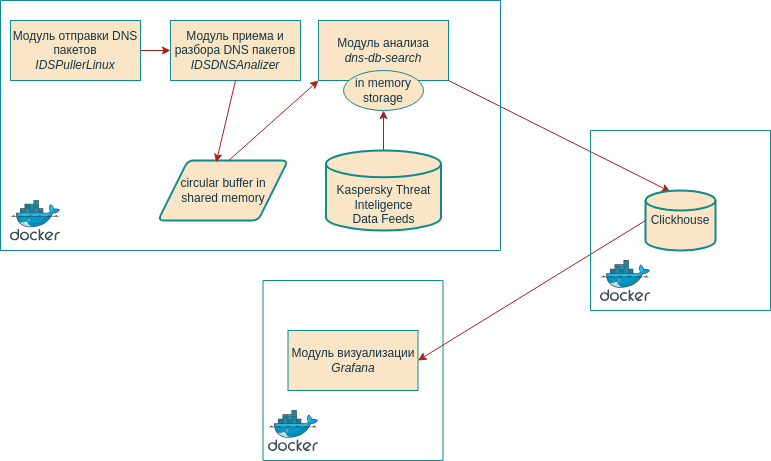 Модуль отправки DNS
пакетов
IDSPullerLinux
Модуль приема и
разбора DNS пакетов
IDSDNSAnalizer
Модуль анализа
dns-db-search
in memory
storage
circular buffer in
shared memory
Kaspersky Threat
Inteligence
Data Feeds
docker
Clickhouse
docker
Модуль визуализации
Grafana
docker